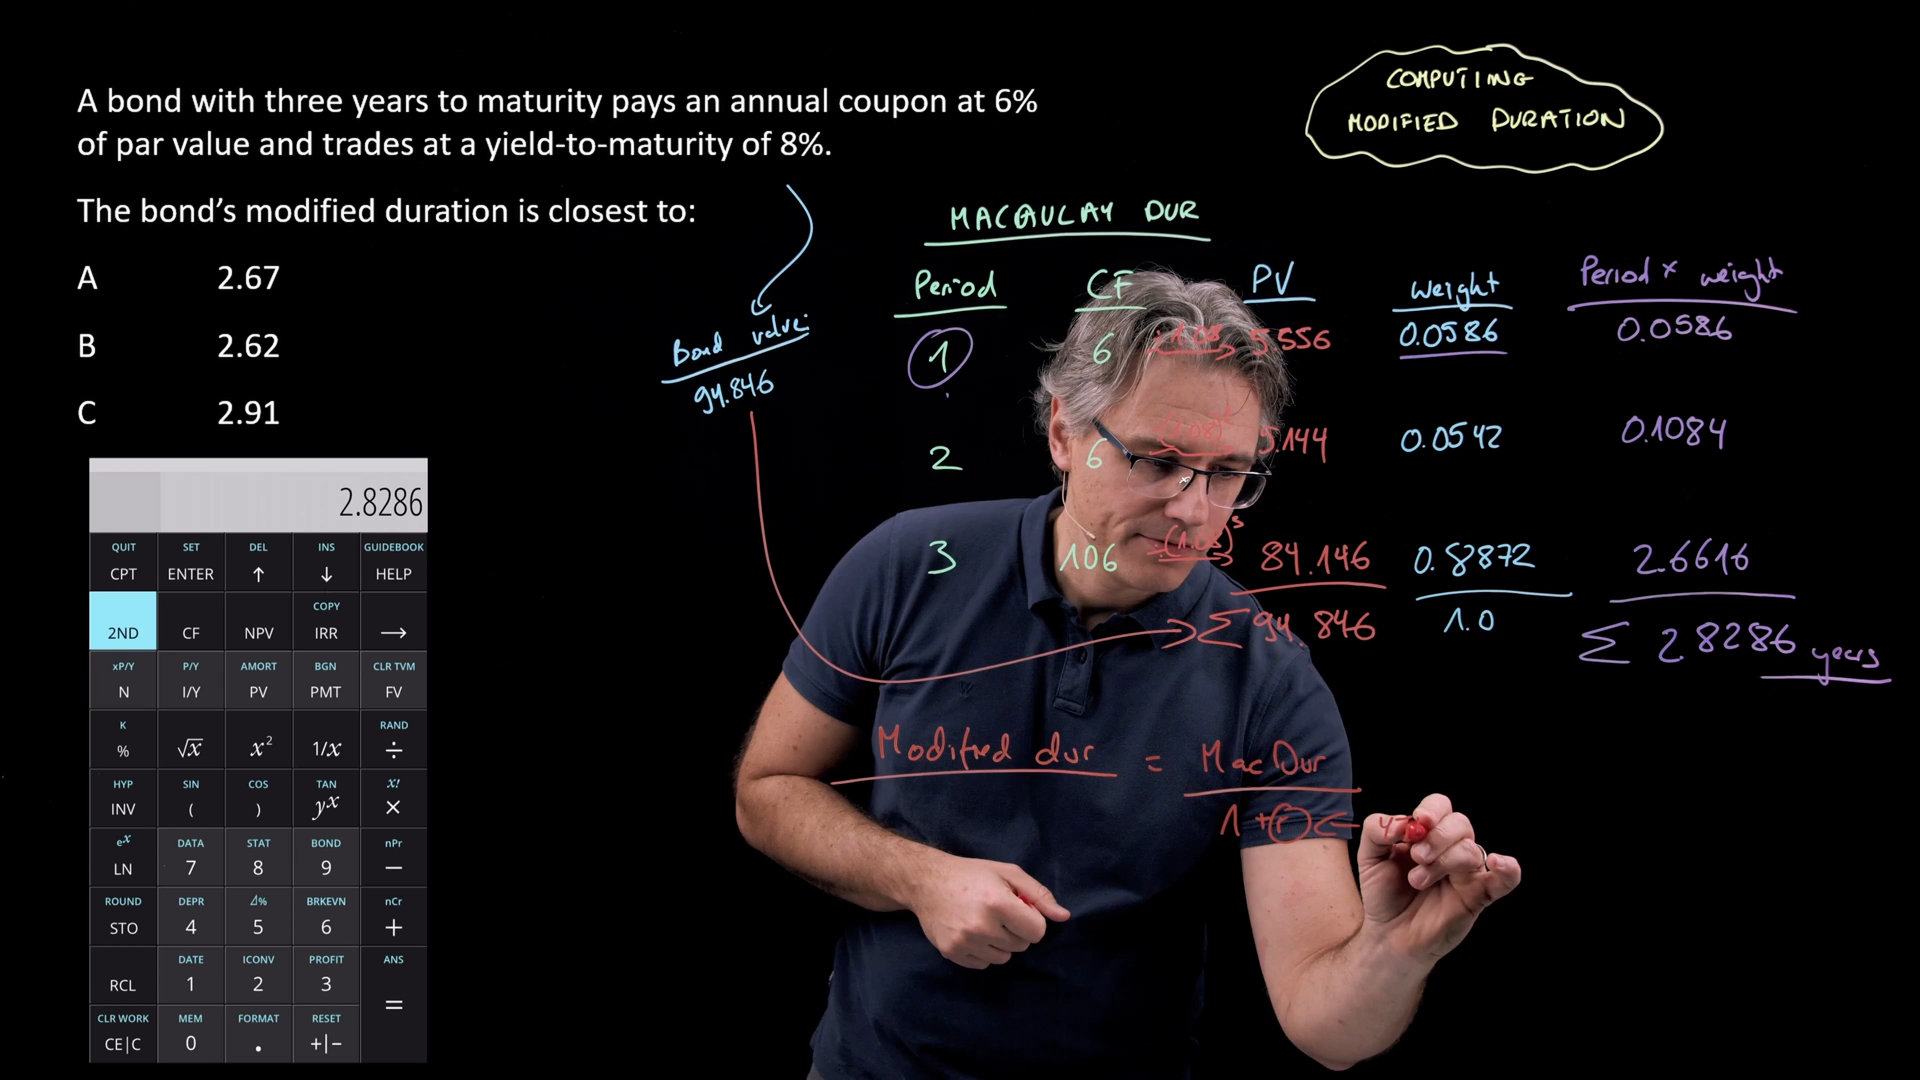 A bond with three years to maturity pays an annual coupon at 6%
of par value and trades at a yield-to-maturity of 8%.
The bond's modified duration is closest to:
A 2.67
B 2.62
C 2.91
COMPUTING
MODIFIED DURATION
MACAULAY DUR
Period CF PV weight Period x weight
1 6 :1.08 5.556 0.0586 0.0586
2 6 (1.08) 5.144 0.0542 0.1084
3 106 :(1.08)³ 84.146 0.8872 2.6616
Σ 94.846 1.0 Σ 2.8286 years
Bond value:
94.846
Modified dur = Mac Dur
1 + r ←
2.8286
QUIT SET DEL INS GUIDEBOOK
CPT ENTER ↑ ↓ HELP
COPY
2ND CF NPV IRR →
xP/Y P/Y AMORT BGN CLR TVM
N I/Y PV PMT FV
K RAND
% √x x² 1/x ÷
HYP SIN COS TAN x!
INV ( ) yˣ ×
eˣ DATA STAT BOND nPr
LN 7 8 9 −
ROUND DEPR Δ% BRKEVN nCr
STO 4 5 6 +
DATE ICONV PROFIT ANS
RCL 1 2 3 =
CLR WORK MEM FORMAT RESET
CE|C 0 . +|−